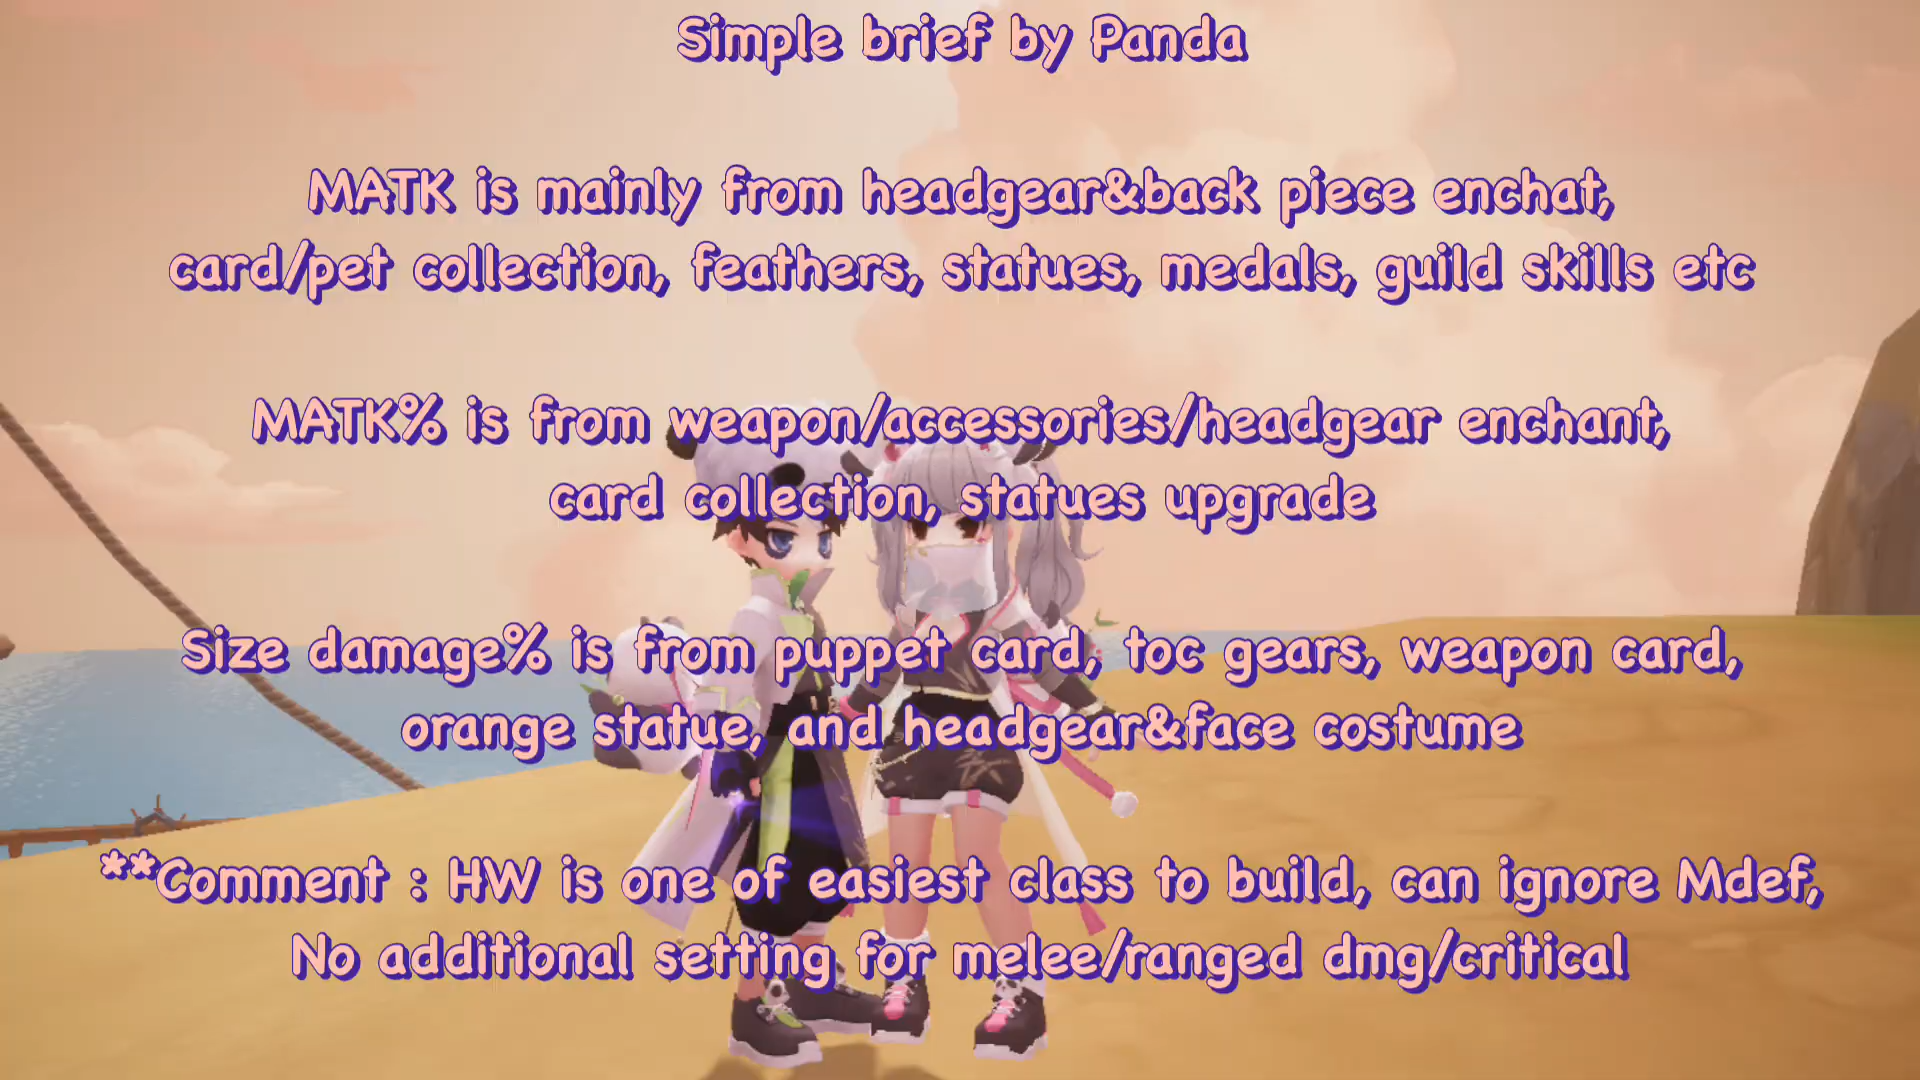 Simple brief by Panda
MATK is mainly from headgear&back piece enchat,
card/pet collection, feathers, statues, medals, guild skills etc
MATK% is from weapon/accessories/headgear enchant,
card collection, statues upgrade
Size damage% is from puppet card, toc gears, weapon card,
orange statue, and headgear&face costume
**Comment : HW is one of easiest class to build, can ignore Mdef,
No additional setting for melee/ranged dmg/critical